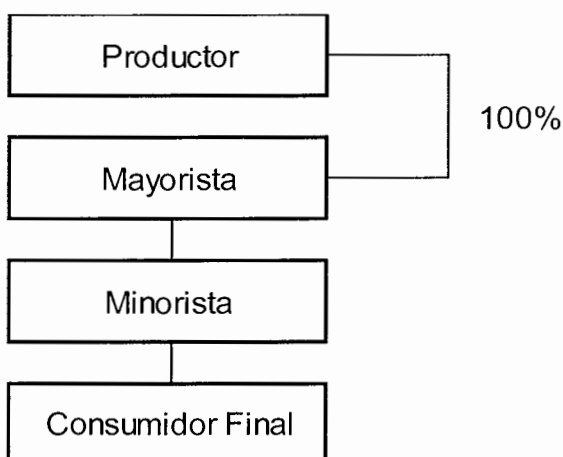 Productor
100%
Mayorista
Minorista
Consumidor Final